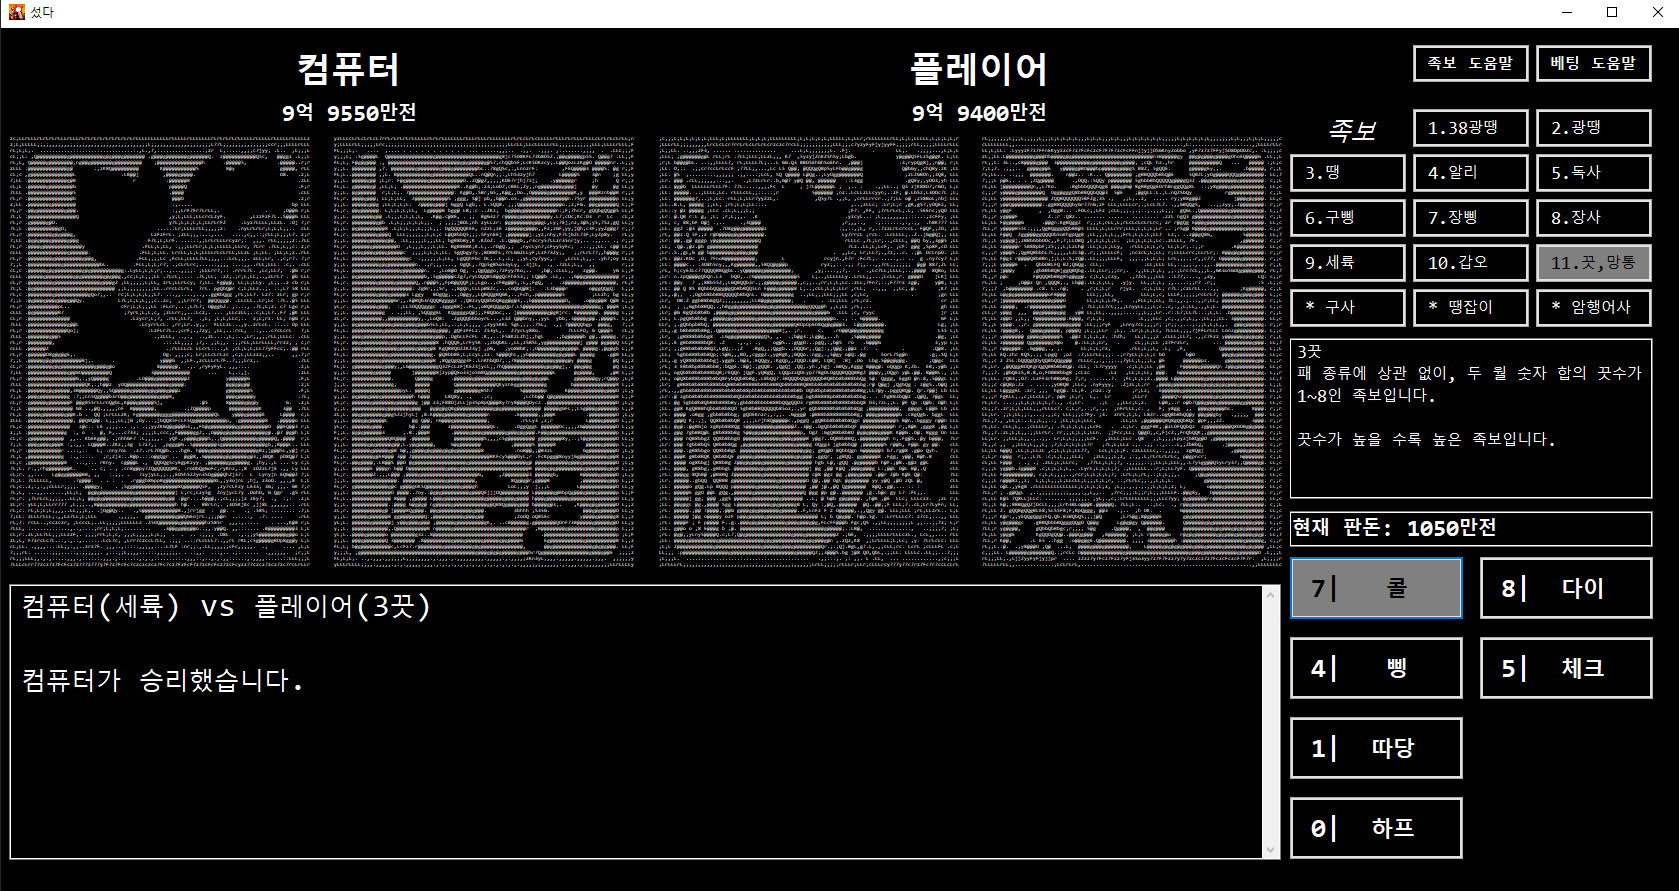 섰다
컴퓨터
9억 9550만전
플레이어
9억 9400만전
족보 도움말
베팅 도움말
족보
1.38광땡
2.광땡
3.땡
4.알리
5.독사
6.구삥
7.장삥
8.장사
9.세륙
10.갑오
11.끗,망통
* 구사
* 땡잡이
* 암행어사
3끗
패 종류에 상관 없이, 두 월 숫자 합의 끗수가
1~8인 족보입니다.
끗수가 높을 수록 높은 족보입니다.
현재 판돈: 1050만전
7| 콜
8| 다이
4| 삥
5| 체크
1| 따당
0| 하프
컴퓨터(세륙) vs 플레이어(3끗)
컴퓨터가 승리했습니다.